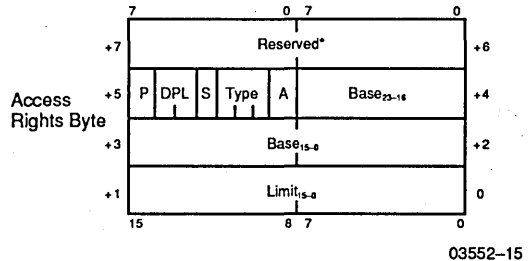 7 0 7 0
+7 Reserved* +6
Access
Rights Byte
+5 P DPL S Type A Base23–16 +4
+3 Base15–0 +2
+1 Limit15–0 0
15 8 7 0
03552–15